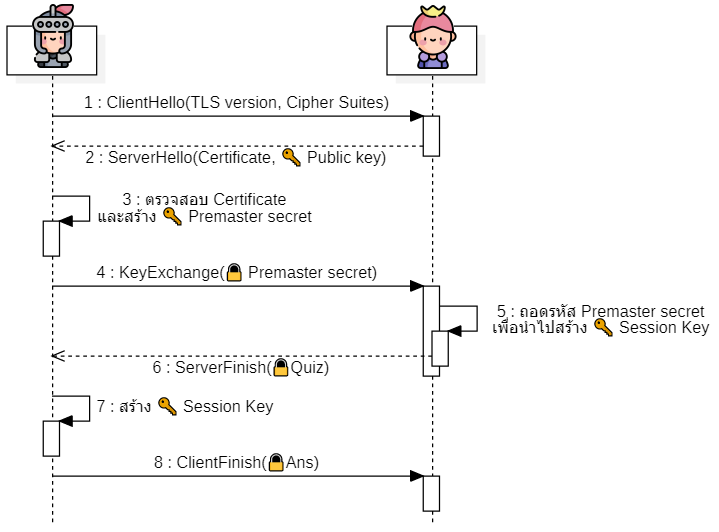 1 : ClientHello(TLS version, Cipher Suites)
2 : ServerHello(Certificate, 🔑 Public key)
3 : ตรวจสอบ Certificate
และสร้าง 🔑 Premaster secret
4 : KeyExchange(🔒 Premaster secret)
5 : ถอดรหัส Premaster secret
เพื่อนำไปสร้าง 🔑 Session Key
6 : ServerFinish(🔒Quiz)
7 : สร้าง 🔑 Session Key
8 : ClientFinish(🔒Ans)